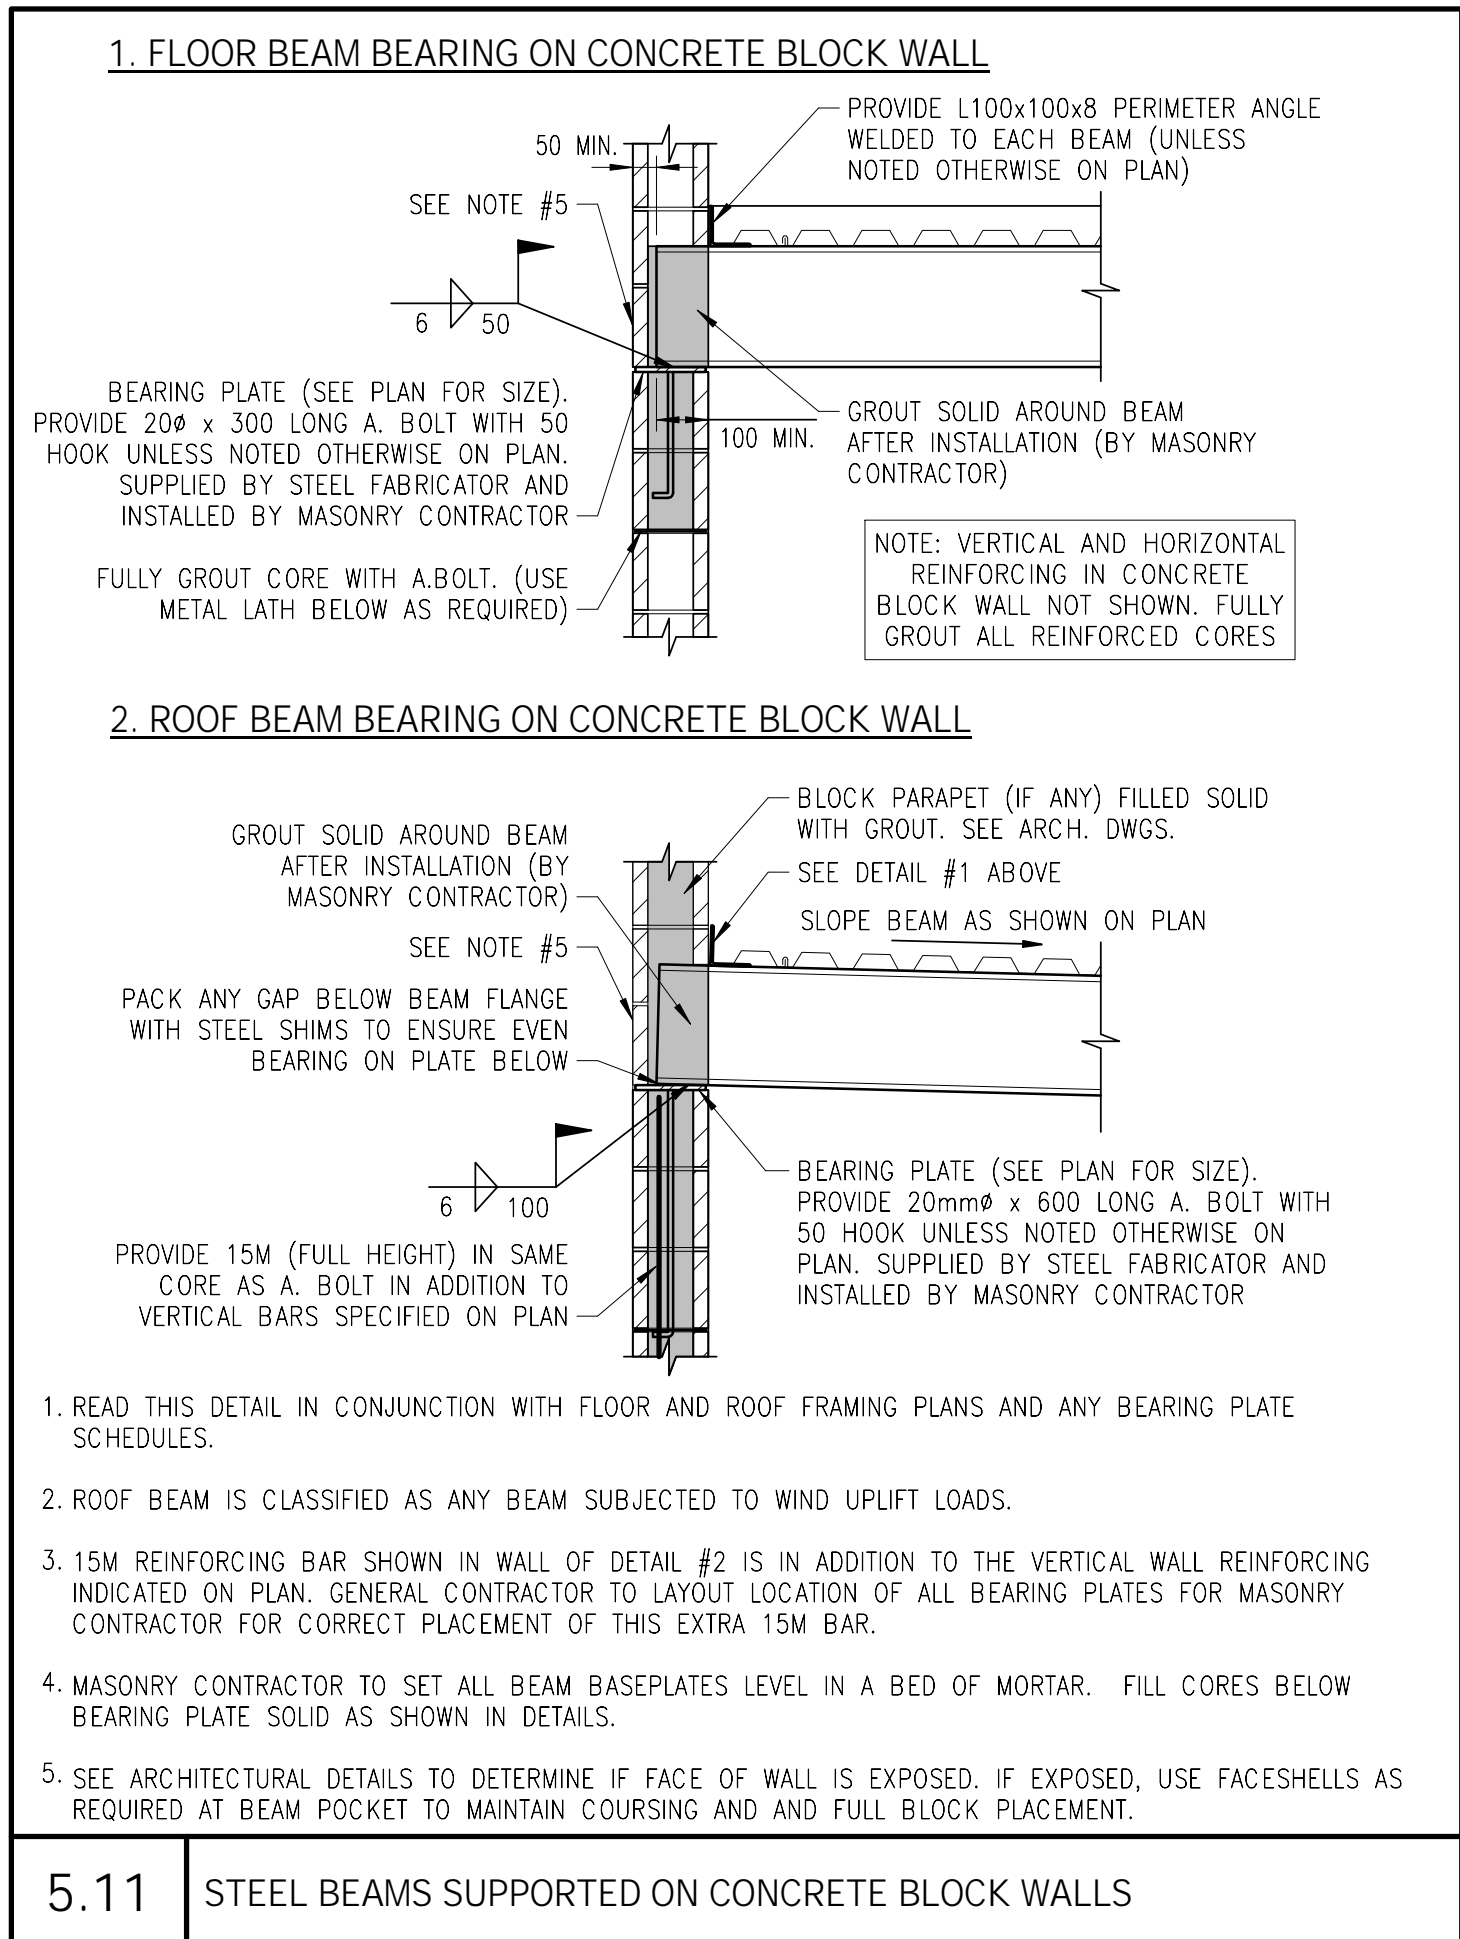 1. FLOOR BEAM BEARING ON CONCRETE BLOCK WALL
PROVIDE L100x100x8 PERIMETER ANGLE
WELDED TO EACH BEAM (UNLESS
NOTED OTHERWISE ON PLAN)
50 MIN.
SEE NOTE #5
6
50
BEARING PLATE (SEE PLAN FOR SIZE).
PROVIDE 20ø x 300 LONG A. BOLT WITH 50
HOOK UNLESS NOTED OTHERWISE ON PLAN.
SUPPLIED BY STEEL FABRICATOR AND
INSTALLED BY MASONRY CONTRACTOR
100 MIN.
GROUT SOLID AROUND BEAM
AFTER INSTALLATION (BY MASONRY
CONTRACTOR)
FULLY GROUT CORE WITH A.BOLT. (USE
METAL LATH BELOW AS REQUIRED)
NOTE: VERTICAL AND HORIZONTAL
REINFORCING IN CONCRETE
BLOCK WALL NOT SHOWN. FULLY
GROUT ALL REINFORCED CORES
2. ROOF BEAM BEARING ON CONCRETE BLOCK WALL
BLOCK PARAPET (IF ANY) FILLED SOLID
WITH GROUT. SEE ARCH. DWGS.
GROUT SOLID AROUND BEAM
AFTER INSTALLATION (BY
MASONRY CONTRACTOR)
SEE DETAIL #1 ABOVE
SLOPE BEAM AS SHOWN ON PLAN
SEE NOTE #5
PACK ANY GAP BELOW BEAM FLANGE
WITH STEEL SHIMS TO ENSURE EVEN
BEARING ON PLATE BELOW
6
100
BEARING PLATE (SEE PLAN FOR SIZE).
PROVIDE 20mmø x 600 LONG A. BOLT WITH
50 HOOK UNLESS NOTED OTHERWISE ON
PLAN. SUPPLIED BY STEEL FABRICATOR AND
INSTALLED BY MASONRY CONTRACTOR
PROVIDE 15M (FULL HEIGHT) IN SAME
CORE AS A. BOLT IN ADDITION TO
VERTICAL BARS SPECIFIED ON PLAN
1. READ THIS DETAIL IN CONJUNCTION WITH FLOOR AND ROOF FRAMING PLANS AND ANY BEARING PLATE
SCHEDULES.
2. ROOF BEAM IS CLASSIFIED AS ANY BEAM SUBJECTED TO WIND UPLIFT LOADS.
3. 15M REINFORCING BAR SHOWN IN WALL OF DETAIL #2 IS IN ADDITION TO THE VERTICAL WALL REINFORCING
INDICATED ON PLAN. GENERAL CONTRACTOR TO LAYOUT LOCATION OF ALL BEARING PLATES FOR MASONRY
CONTRACTOR FOR CORRECT PLACEMENT OF THIS EXTRA 15M BAR.
4. MASONRY CONTRACTOR TO SET ALL BEAM BASEPLATES LEVEL IN A BED OF MORTAR. FILL CORES BELOW
BEARING PLATE SOLID AS SHOWN IN DETAILS.
5. SEE ARCHITECTURAL DETAILS TO DETERMINE IF FACE OF WALL IS EXPOSED. IF EXPOSED, USE FACESHELLS AS
REQUIRED AT BEAM POCKET TO MAINTAIN COURSING AND AND FULL BLOCK PLACEMENT.
5.11
STEEL BEAMS SUPPORTED ON CONCRETE BLOCK WALLS